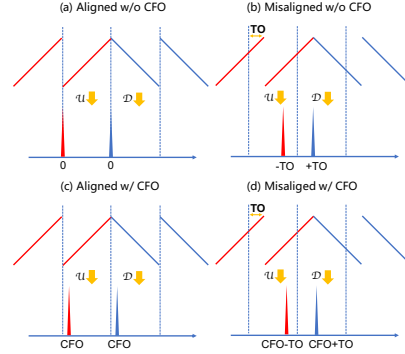 (a) Aligned w/o CFO
(b) Misaligned w/o CFO
TO
𝒰 𝒟
𝒰 𝒟
0 0
-TO +TO
(c) Aligned w/ CFO
(d) Misaliged w/ CFO
TO
𝒰 𝒟
𝒰 𝒟
CFO CFO
CFO-TO CFO+TO